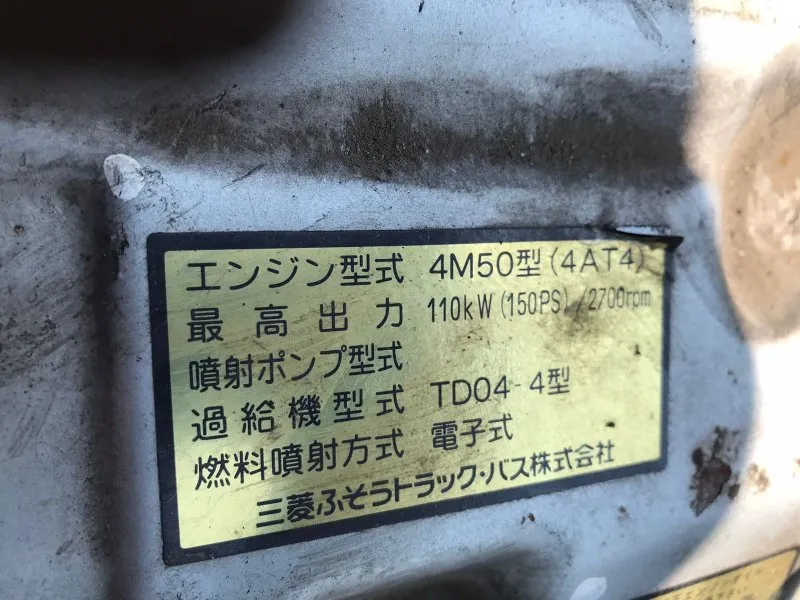 エンジン型式 4M50型(4AT4)
最高出力 110kW(150PS)/2700rpm
噴射ポンプ型式
過給機型式 TD04-4型
燃料噴射方式 電子式
三菱ふそうトラック・バス株式会社